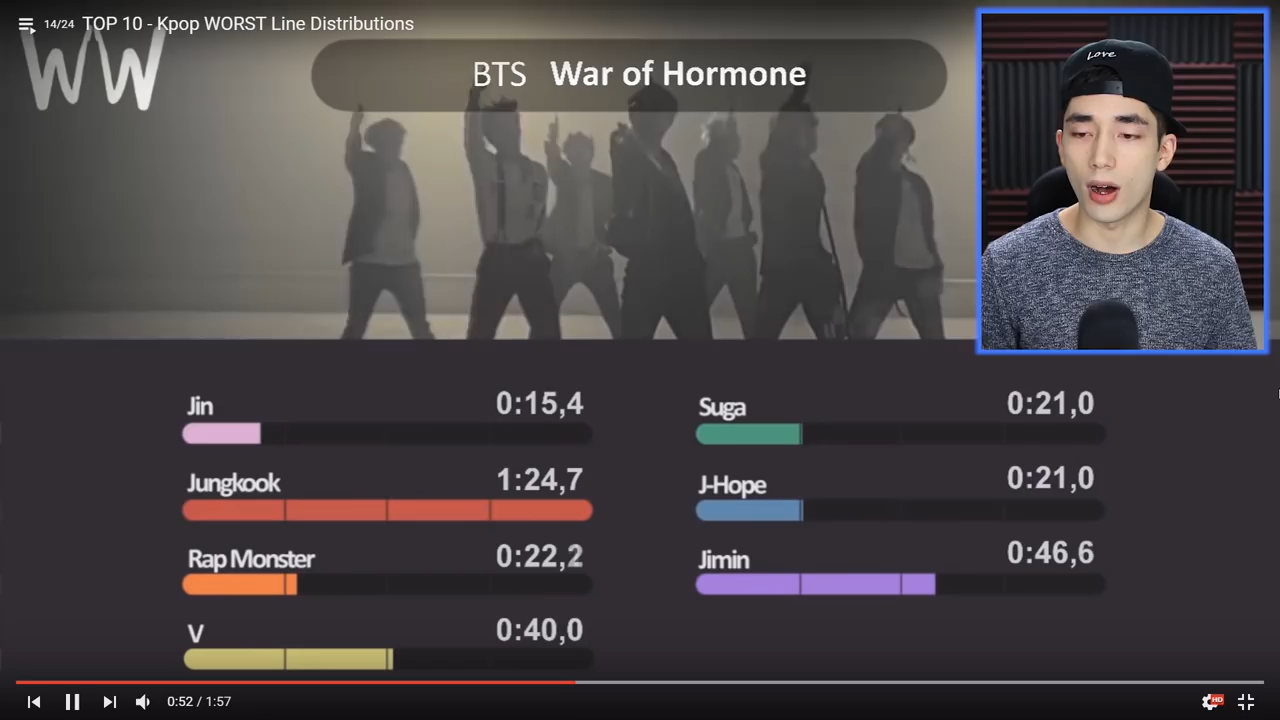 14/24 TOP 10 - Kpop WORST Line Distributions
WW
Love
BTS War of Hormone
Jin 0:15,4
Suga 0:21,0
Jungkook 1:24,7
J-Hope 0:21,0
Rap Monster 0:22,2
Jimin 0:46,6
V 0:40,0
0:52 / 1:57
HD